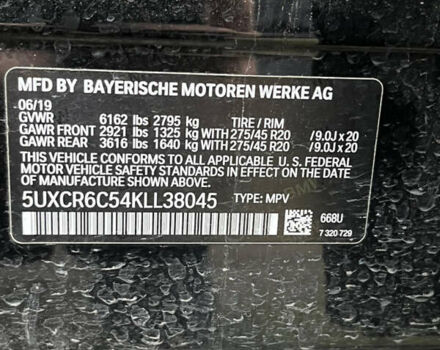 MFD BY BAYERISCHE MOTOREN WERKE AG
06/19
GVWR 6162 lbs 2795 kg TIRE / RIM
GAWR FRONT 2921 lbs 1325 kg WITH 275/45 R20 /9.0J x 20
GAWR REAR 3616 lbs 1640 kg WITH 275/45 R20 /9.0J x 20
THIS VEHICLE CONFORMS TO ALL APPLICABLE U. S. FEDERAL
MOTOR VEHICLE SAFETY STANDARDS IN EFFECT ON THE
DATE OF MANUFACTURE SHOWN ABOVE.
5UXCR6C54KLL38045 TYPE: MPV
668U
7 320 729